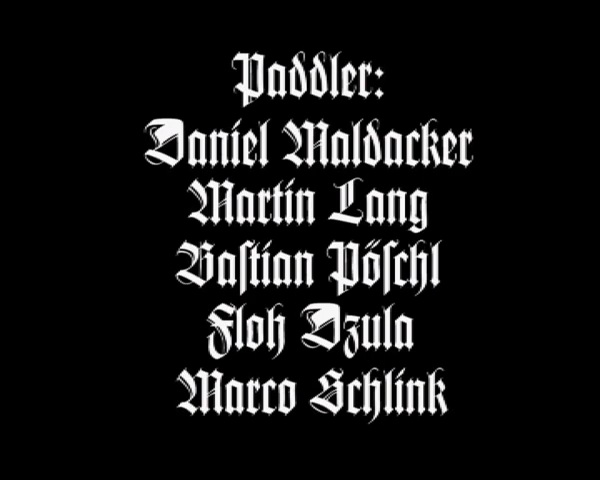 Paddler:
Daniel Maldacker
Martin Lang
Baſtian Pöſchl
Floh Dzula
Marco Schlink